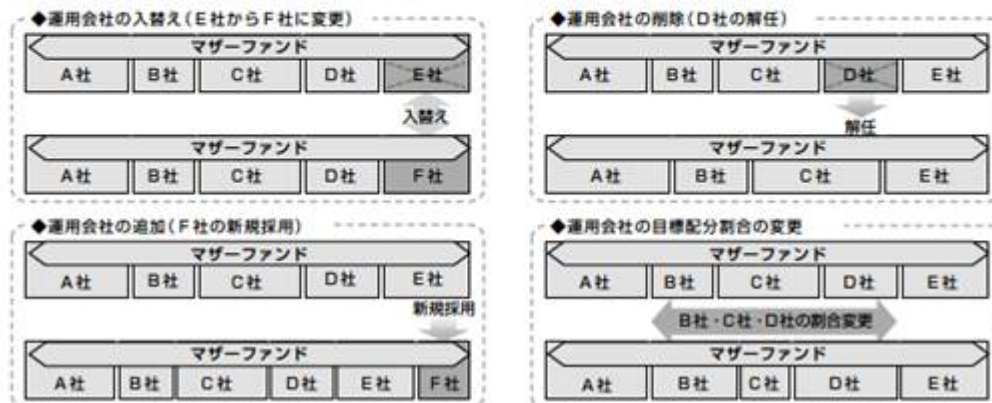 ◆運用会社の入替え(E社からF社に変更)
マザーファンド
A社 B社 C社 D社 E社
入替え
マザーファンド
A社 B社 C社 D社 F社
◆運用会社の削除(D社の解任)
マザーファンド
A社 B社 C社 D社 E社
解任
マザーファンド
A社 B社 C社 E社
◆運用会社の追加(F社の新規採用)
マザーファンド
A社 B社 C社 D社 E社
新規採用
マザーファンド
A社 B社 C社 D社 E社 F社
◆運用会社の目標配分割合の変更
マザーファンド
A社 B社 C社 D社 E社
B社・C社・D社の割合変更
マザーファンド
A社 B社 C社 D社 E社